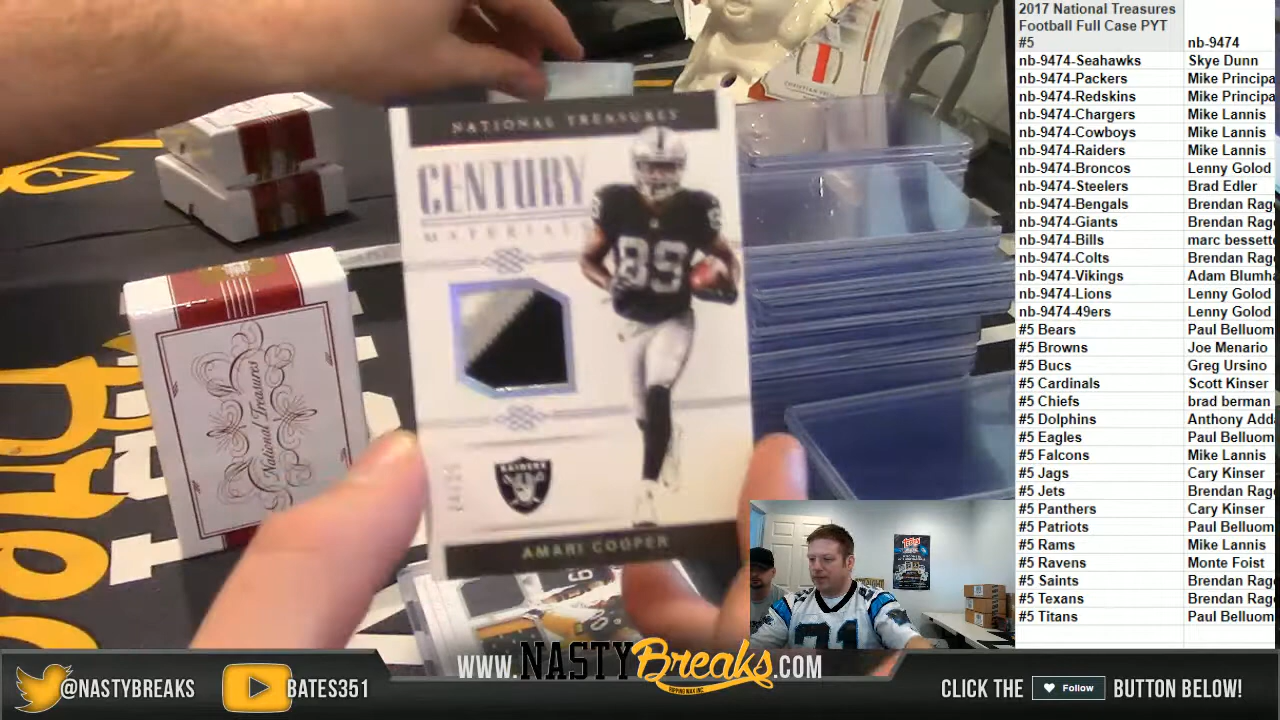 NATIONAL TREASURES
CENTURY
MATERIALS
89
RAIDERS
AMARI COOPER
National Treasures
2017 National Treasures
Football Full Case PYT
#5 nb-9474
nb-9474-Seahawks Skye Dunn
nb-9474-Packers Mike Principa
nb-9474-Redskins Mike Principa
nb-9474-Chargers Mike Lannis
nb-9474-Cowboys Mike Lannis
nb-9474-Raiders Mike Lannis
nb-9474-Broncos Lenny Golod
nb-9474-Steelers Brad Edler
nb-9474-Bengals Brendan Rag
nb-9474-Giants Brendan Rag
nb-9474-Bills marc bessett
nb-9474-Colts Brendan Rag
nb-9474-Vikings Adam Blumh
nb-9474-Lions Lenny Golod
nb-9474-49ers Lenny Golod
#5 Bears Paul Belluom
#5 Browns Joe Menario
#5 Bucs Greg Ursino
#5 Cardinals Scott Kinser
#5 Chiefs brad berman
#5 Dolphins Anthony Add
#5 Eagles Paul Belluom
#5 Falcons Mike Lannis
#5 Jags Cary Kinser
#5 Jets Brendan Rag
#5 Panthers Cary Kinser
#5 Patriots Paul Belluom
#5 Rams Mike Lannis
#5 Ravens Monte Foist
#5 Saints Brendan Rag
#5 Texans Brendan Rag
#5 Titans Paul Belluom
@NASTYBREAKS
BATES351
WWW.NASTYBreaks.COM
CLICK THE Follow BUTTON BELOW!